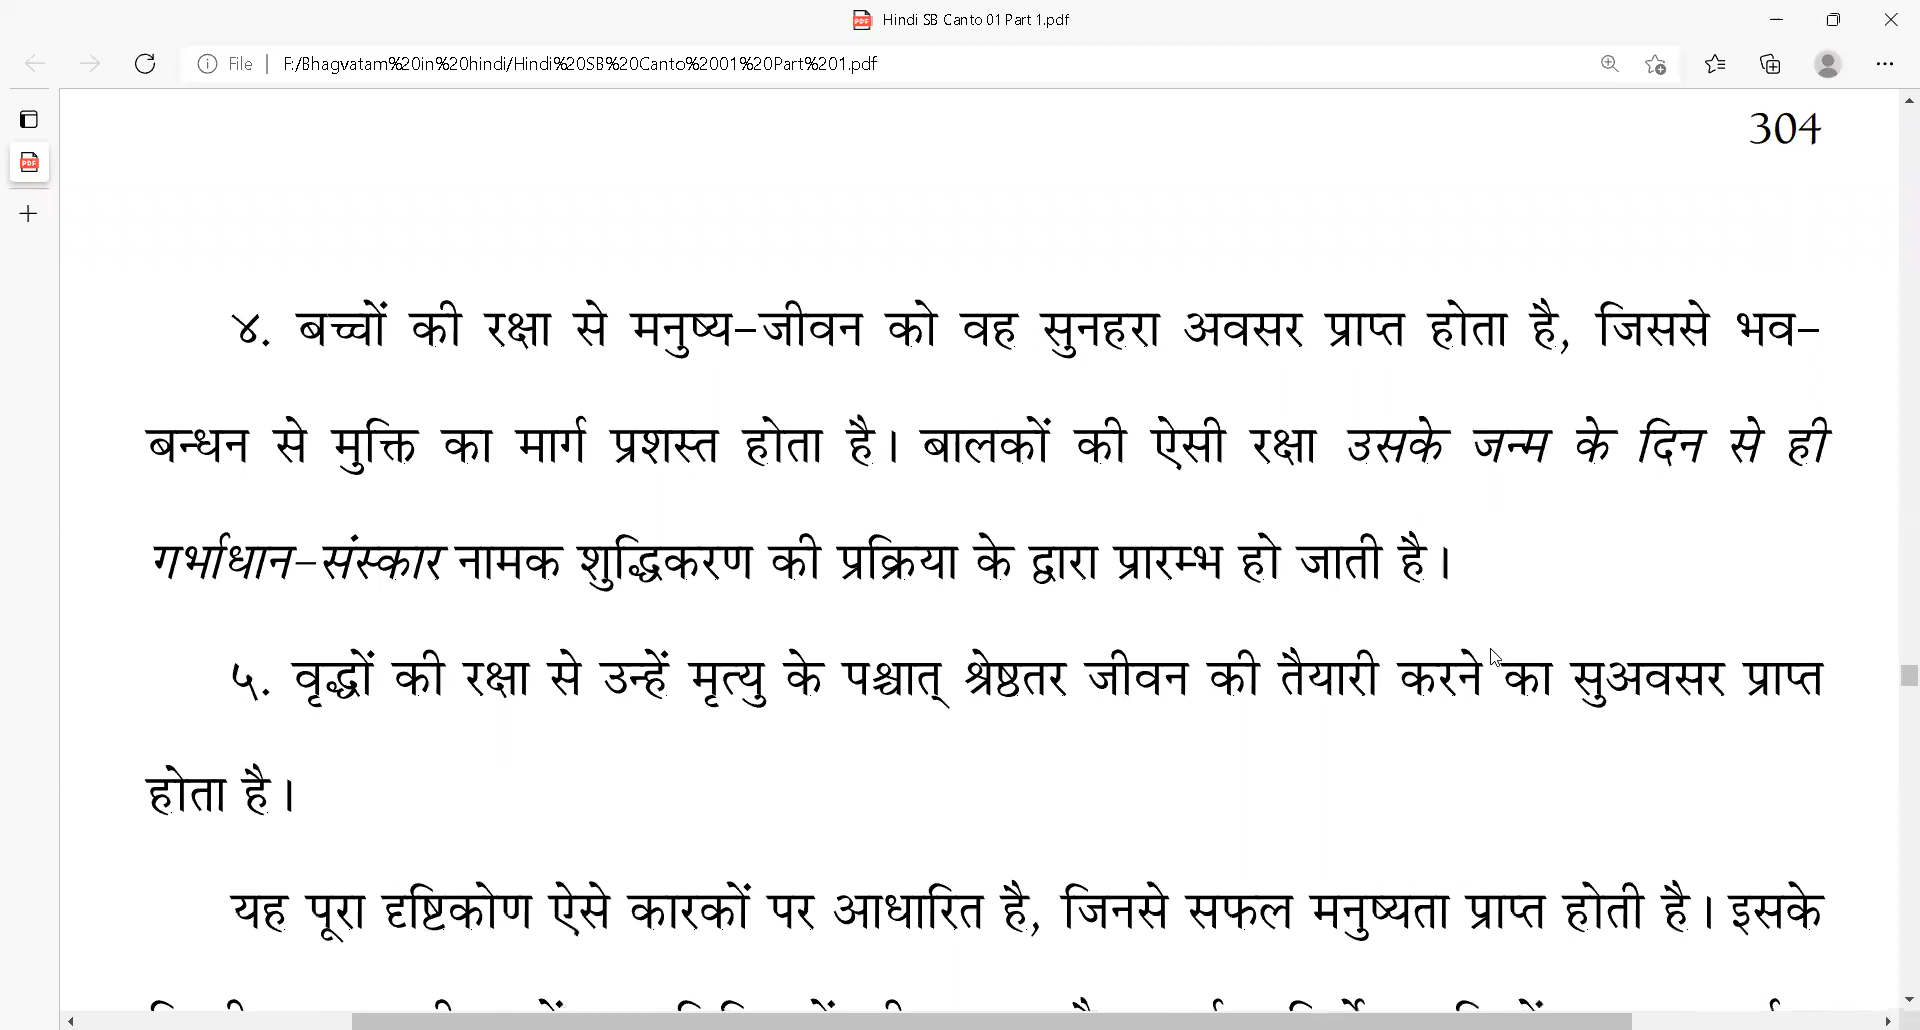 Hindi SB Canto 01 Part 1.pdf
File | F:/Bhagvatam%20in%20hindi/Hindi%20SB%20Canto%2001%20Part%201.pdf
304
४. बच्चों की रक्षा से मनुष्य-जीवन को वह सुनहरा अवसर प्राप्त होता है, जिससे भव-
बन्धन से मुक्ति का मार्ग प्रशस्त होता है। बालकों की ऐसी रक्षा उसके जन्म के दिन से ही
गर्भाधान-संस्कार नामक शुद्धिकरण की प्रक्रिया के द्वारा प्रारम्भ हो जाती है।
५. वृद्धों की रक्षा से उन्हें मृत्यु के पश्चात् श्रेष्ठतर जीवन की तैयारी करने का सुअवसर प्राप्त
होता है।
यह पूरा दृष्टिकोण ऐसे कारकों पर आधारित है, जिनसे सफल मनुष्यता प्राप्त होती है। इसके